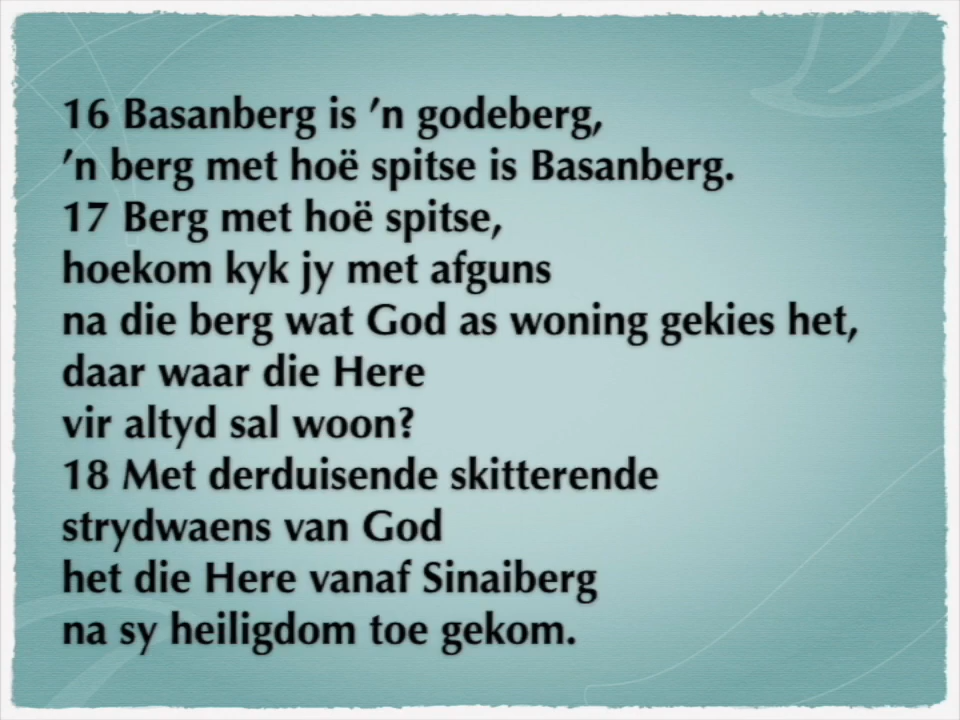 16 Basanberg is ’n godeberg,
’n berg met hoë spitse is Basanberg.
17 Berg met hoë spitse,
hoekom kyk jy met afguns
na die berg wat God as woning gekies het,
daar waar die Here
vir altyd sal woon?
18 Met derduisende skitterende
strydwaens van God
het die Here vanaf Sinaiberg
na sy heiligdom toe gekom.